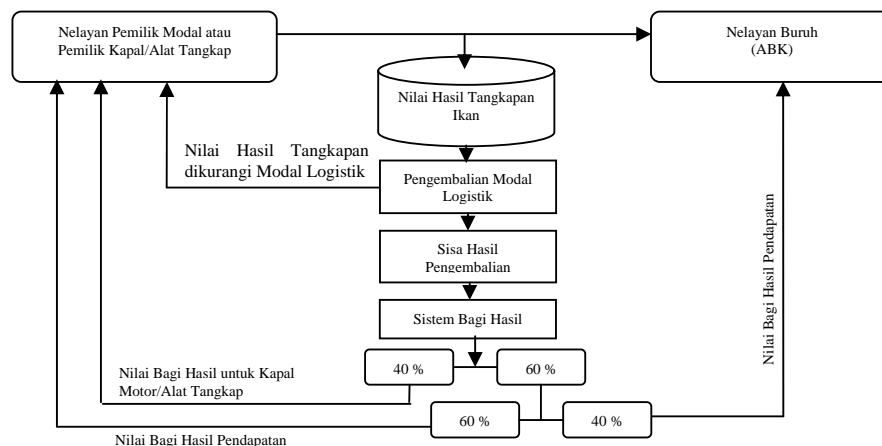 Nelayan Pemilik Modal atau
Pemilik Kapal/Alat Tangkap
Nelayan Buruh
(ABK)
Nilai Hasil Tangkapan
Ikan
Nilai Hasil Tangkapan
dikurangi Modal Logistik
Pengembalian Modal
Logistik
Nilai Bagi Hasil Pendapatan
Sisa Hasil
Pengembalian
Sistem Bagi Hasil
40 %
60 %
Nilai Bagi Hasil untuk Kapal
Motor/Alat Tangkap
60 %
40 %
Nilai Bagi Hasil Pendapatan